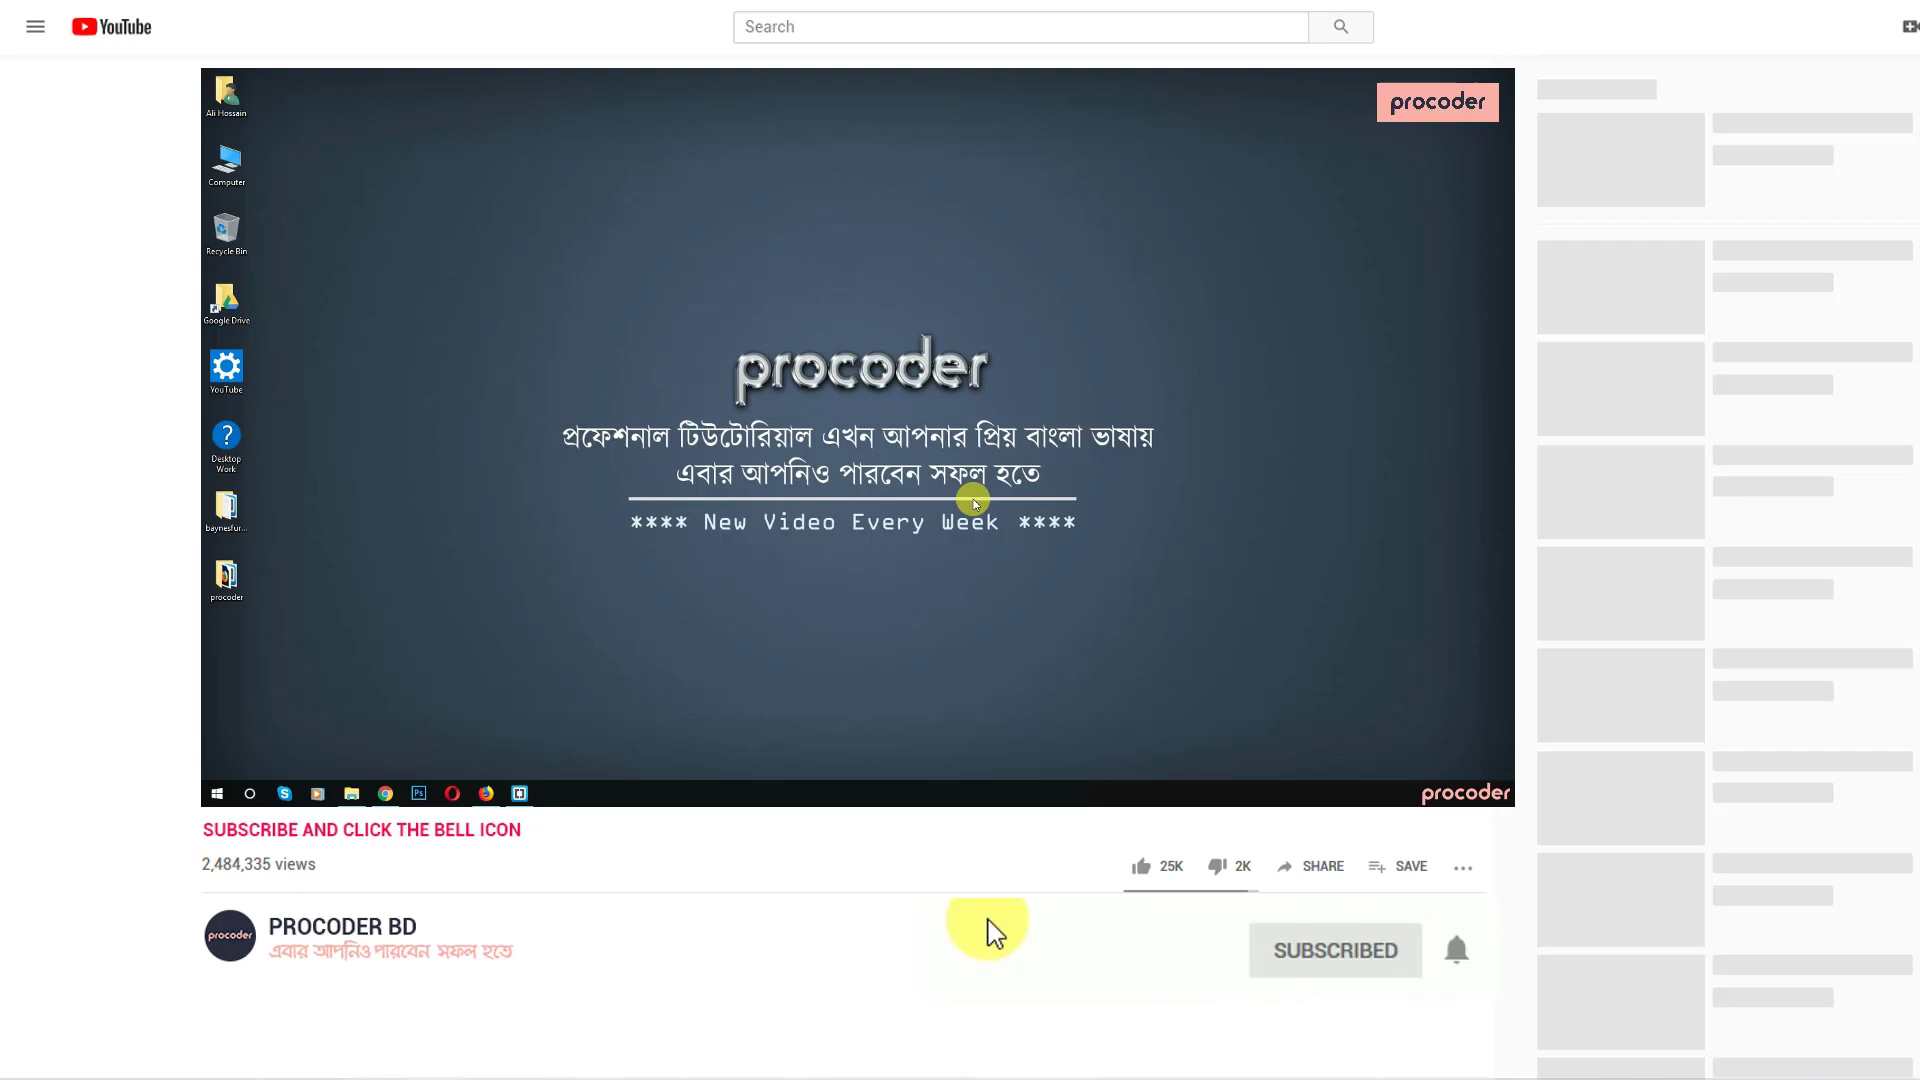 YouTube
Search
Ali Hossain
procoder
Computer
Recycle Bin
Google Drive
YouTube
Desktop
Work
baynesfur...
procoder
procoder
প্রফেশনাল টিউটোরিয়াল এখন আপনার প্রিয় বাংলা ভাষায়
এবার আপনিও পারবেন সফল হতে
**** New Video Every Week ****
Ps
procoder
SUBSCRIBE AND CLICK THE BELL ICON
2,484,335 views
25K
2K
SHARE
SAVE
procoder
PROCODER BD
এবার আপনিও পারবেন সফল হতে
SUBSCRIBED